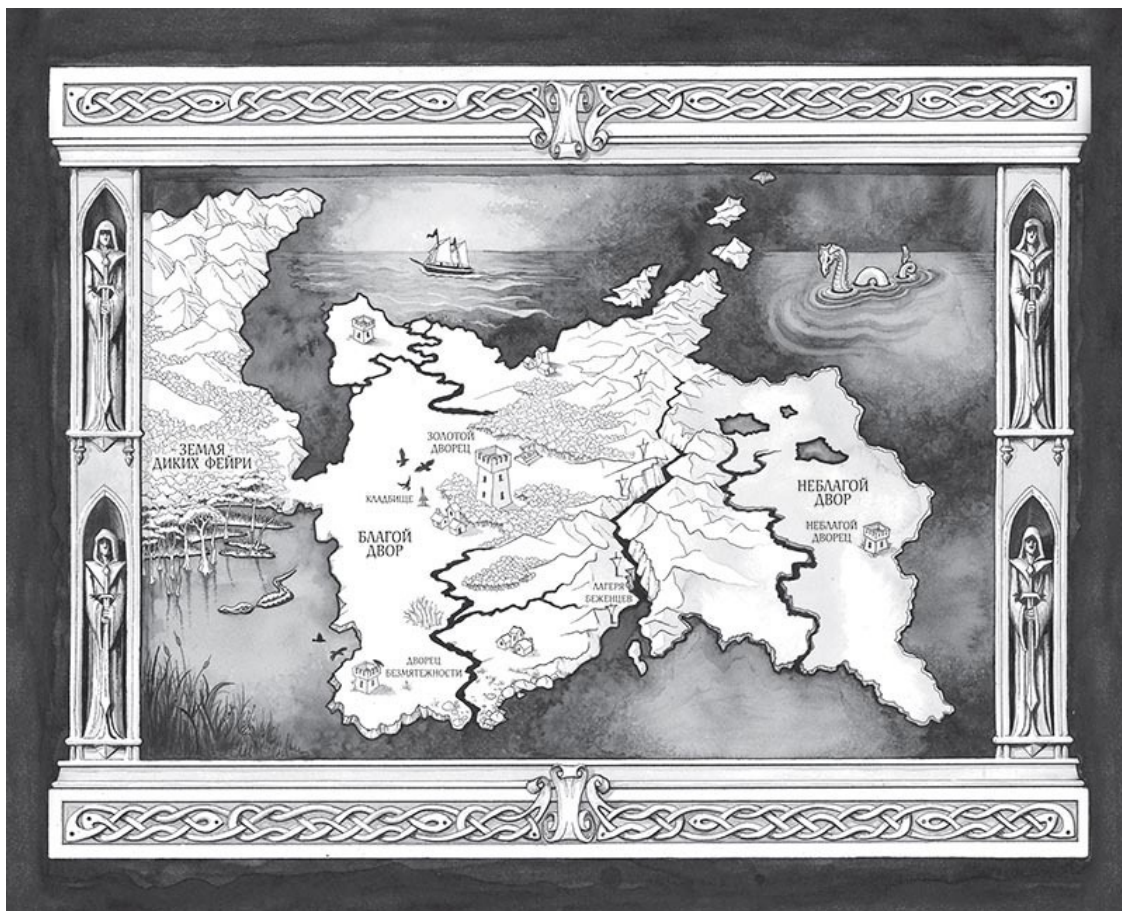 ЗЕМЛЯ
ДИКИХ ФЕЙРИ
ЗОЛОТОЙ
ДВОРЕЦ
КЛАДБИЩЕ
БЛАГОЙ
ДВОР
НЕБЛАГОЙ
ДВОР
НЕБЛАГОЙ
ДВОРЕЦ
ЛАГЕРЯ
БЕЖЕНЦЕВ
ДВОРЕЦ
БЕЗМЯТЕЖНОСТИ